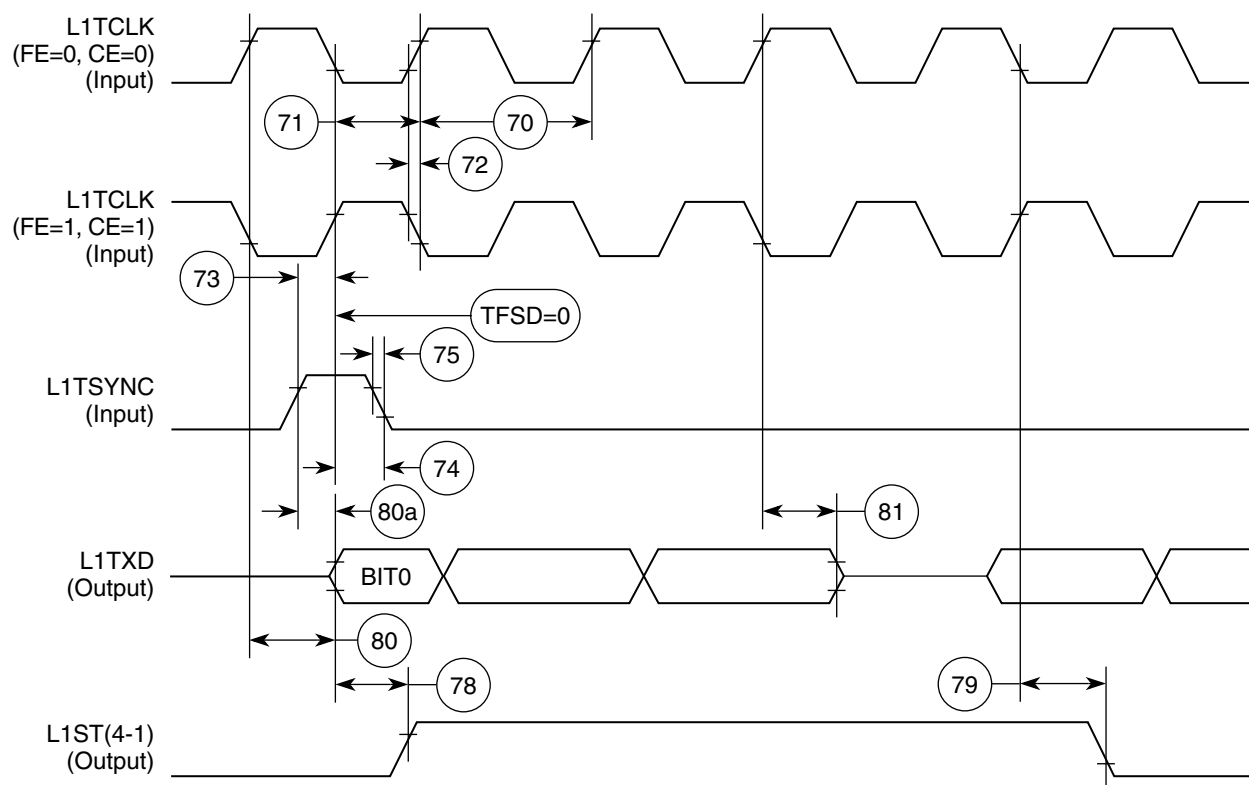 L1TCLK
(FE=0, CE=0)
(Input)
71
70
72
L1TCLK
(FE=1, CE=1)
(Input)
73
TFSD=0
75
L1TSYNC
(Input)
74
80a
81
L1TXD
(Output)
BIT0
80
78
79
L1ST(4-1)
(Output)